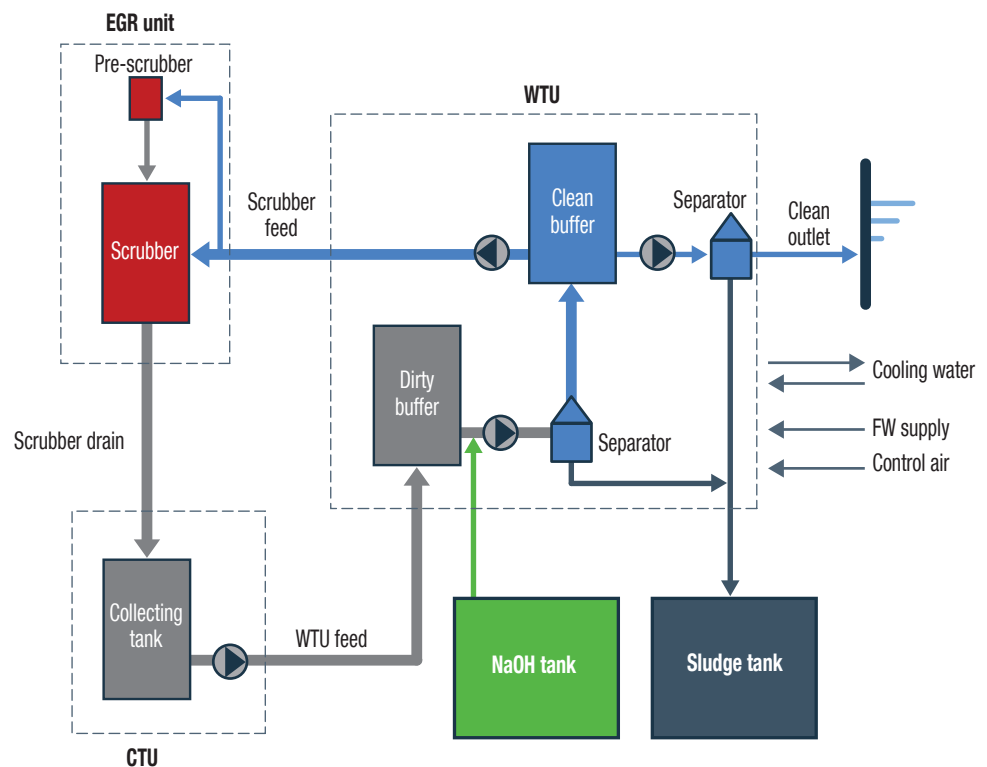 EGR unit
Pre-scrubber
Scrubber
Scrubber
feed
WTU
Clean
buffer
Separator
Clean
outlet
Dirty
buffer
Separator
Cooling water
FW supply
Control air
Scrubber drain
Collecting
tank
WTU feed
NaOH tank
Sludge tank
CTU